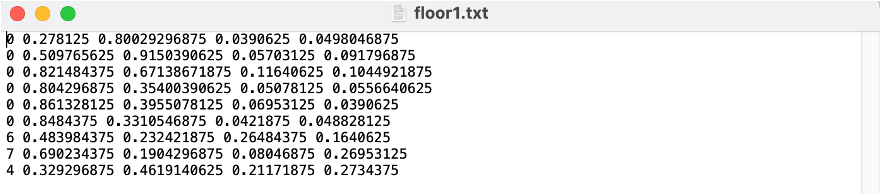 floor1.txt
0 0.278125 0.80029296875 0.0390625 0.0498046875
0 0.509765625 0.9150390625 0.05703125 0.091796875
0 0.821484375 0.67138671875 0.11640625 0.1044921875
0 0.804296875 0.35400390625 0.05078125 0.0556640625
0 0.861328125 0.3955078125 0.06953125 0.0390625
0 0.8484375 0.3310546875 0.0421875 0.048828125
6 0.483984375 0.232421875 0.26484375 0.1640625
7 0.690234375 0.1904296875 0.08046875 0.26953125
4 0.329296875 0.4619140625 0.21171875 0.2734375